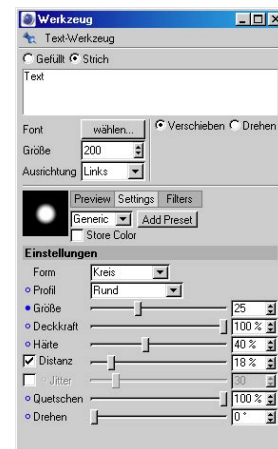 Werkzeug
Text-Werkzeug
Gefüllt Strich
Text
Font wählen... Verschieben Drehen
Größe 200
Ausrichtung Links
Preview Settings Filters
Generic Add Preset
Store Color
Einstellungen
Form Kreis
Profil Rund
Größe 25
Deckkraft 100 %
Härte 40 %
Distanz 18 %
Jitter 30
Quetschen 100 %
Drehen 0°